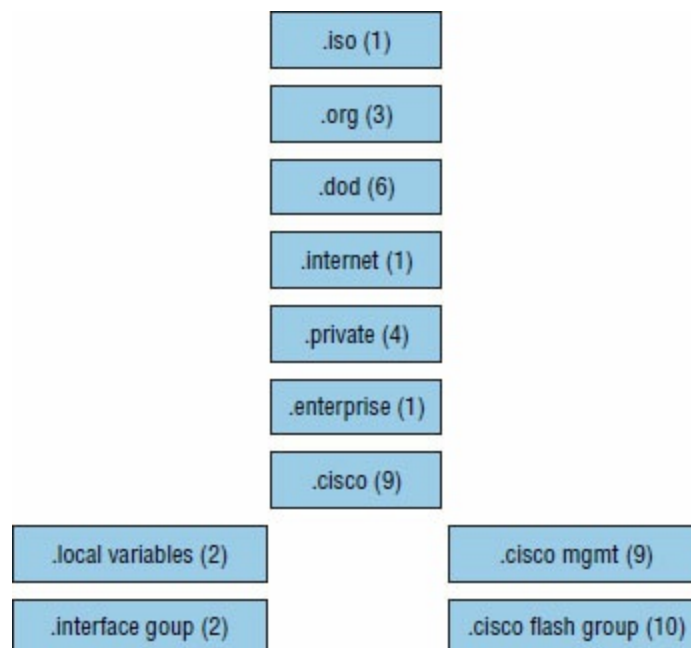 .iso (1)
.org (3)
.dod (6)
.internet (1)
.private (4)
.enterprise (1)
.cisco (9)
.local variables (2)
.cisco mgmt (9)
.interface goup (2)
.cisco flash group (10)